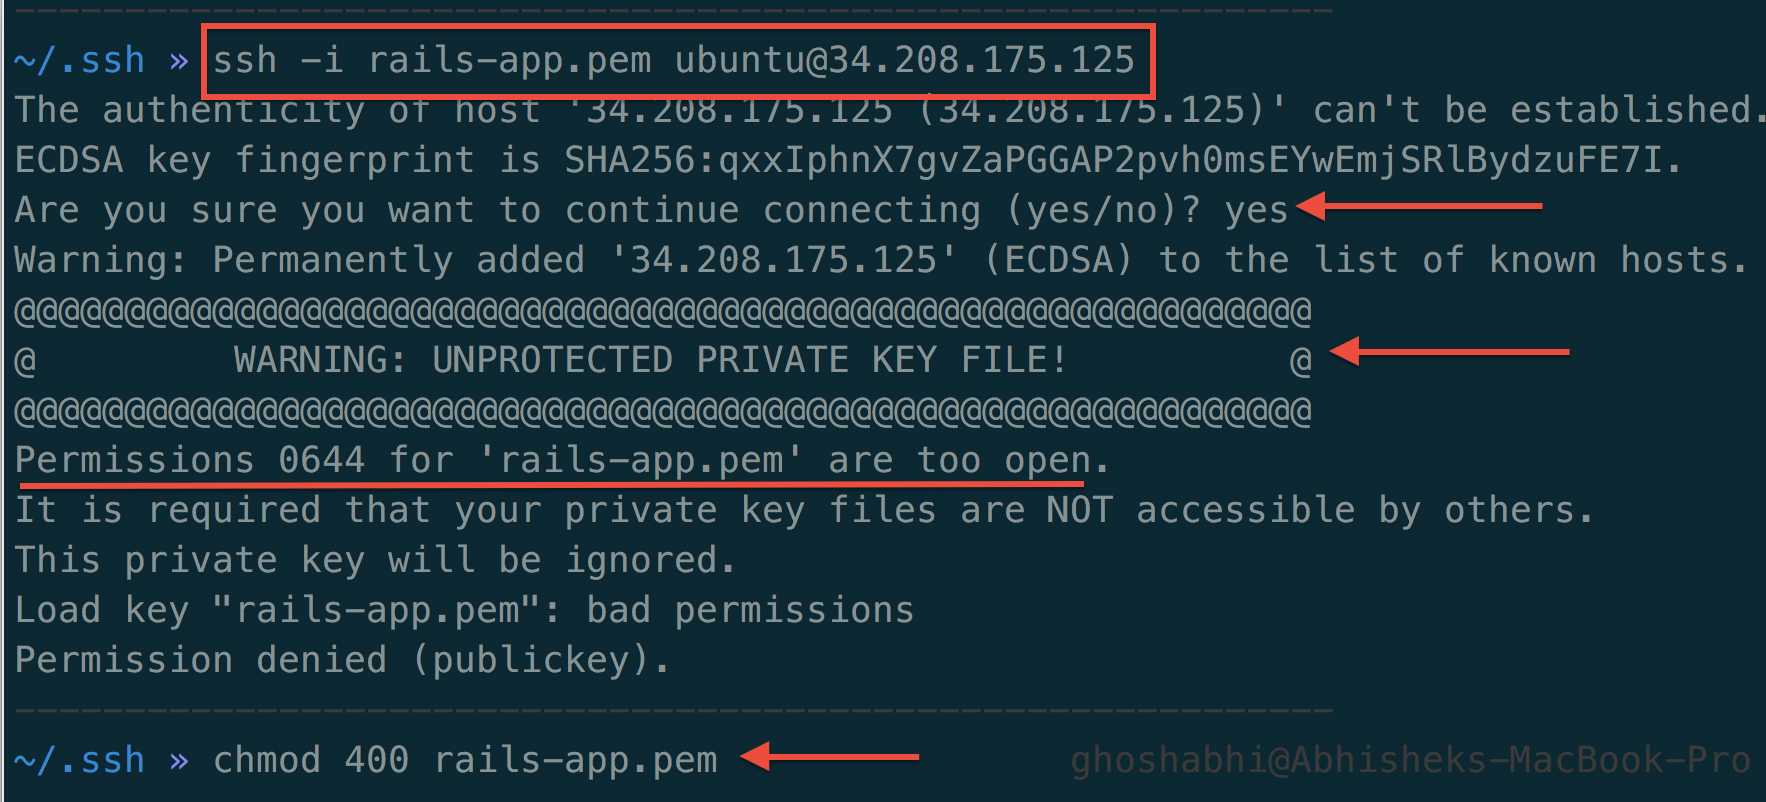 ~/.ssh » ssh -i rails-app.pem ubuntu@34.208.175.125
The authenticity of host '34.208.175.125 (34.208.175.125)' can't be established.
ECDSA key fingerprint is SHA256:qxxIphnX7gvZaPGGAP2pvh0msEYwEmjSRlBydzuFE7I.
Are you sure you want to continue connecting (yes/no)? yes
Warning: Permanently added '34.208.175.125' (ECDSA) to the list of known hosts.
@@@@@@@@@@@@@@@@@@@@@@@@@@@@@@@@@@@@@@@@@@@@@@@@@@@@@@@@@@@
@         WARNING: UNPROTECTED PRIVATE KEY FILE!          @
@@@@@@@@@@@@@@@@@@@@@@@@@@@@@@@@@@@@@@@@@@@@@@@@@@@@@@@@@@@
Permissions 0644 for 'rails-app.pem' are too open.
It is required that your private key files are NOT accessible by others.
This private key will be ignored.
Load key "rails-app.pem": bad permissions
Permission denied (publickey).
~/.ssh » chmod 400 rails-app.pem ghoshabhi@Abhisheks-MacBook-Pro